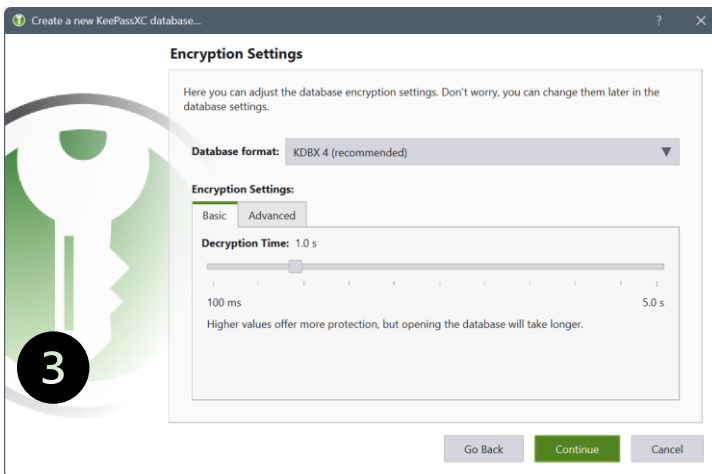 Create a new KeePassXC database...
?
Encryption Settings
Here you can adjust the database encryption settings. Don't worry, you can change them later in the
database settings.
Database format: KDBX 4 (recommended)
Encryption Settings:
Basic Advanced
Decryption Time: 1.0 s
100 ms 5.0 s
Higher values offer more protection, but opening the database will take longer.
3
Go Back Continue Cancel